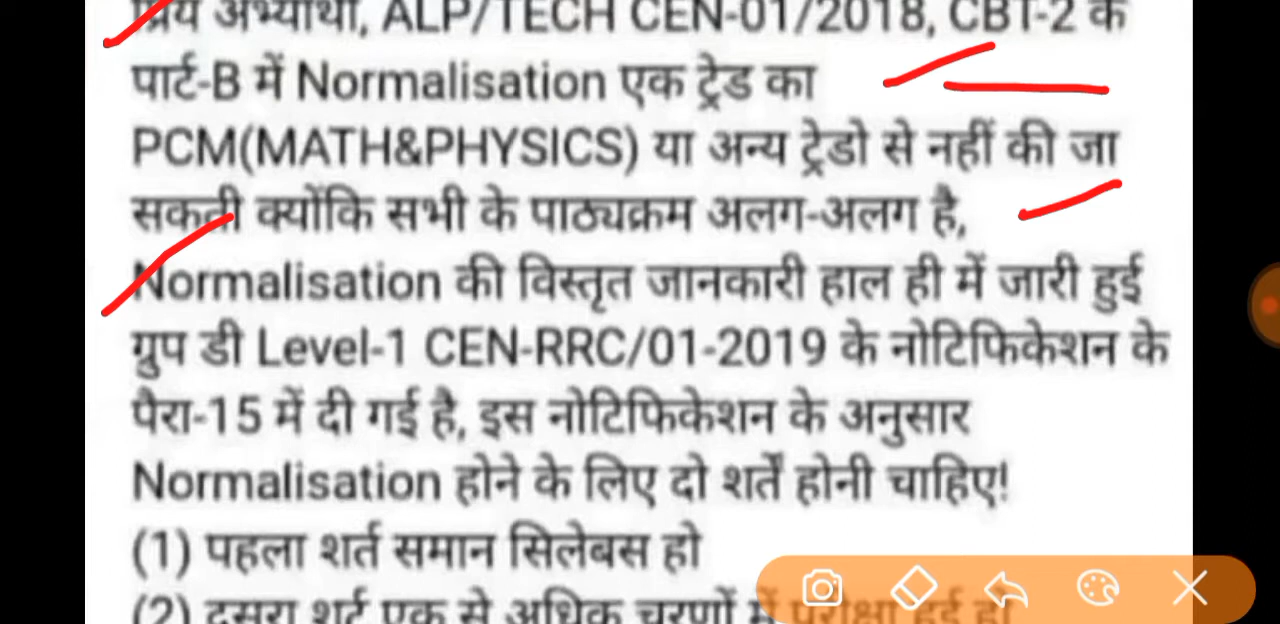 प्रिय अभ्यार्थी, ALP/TECH CEN-01/2018, CBT-2 के
पार्ट-B में Normalisation एक ट्रेड का
PCM(MATH&PHYSICS) या अन्य ट्रेडो से नहीं की जा
सकती क्योंकि सभी के पाठ्यक्रम अलग-अलग है,
Normalisation की विस्तृत जानकारी हाल ही में जारी हुई
ग्रुप डी Level-1 CEN-RRC/01-2019 के नोटिफिकेशन के
पैरा-15 में दी गई है, इस नोटिफिकेशन के अनुसार
Normalisation होने के लिए दो शर्तें होनी चाहिए!
(1) पहला शर्त समान सिलेबस हो
(2) दूसरा शर्ट एक से अधिक चरणों में परीक्षा हुई हो